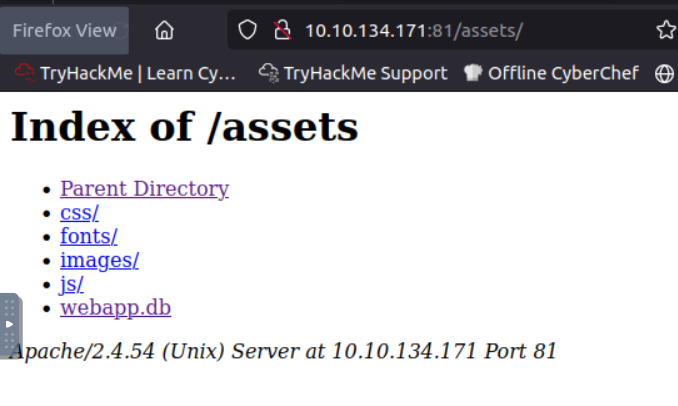 Firefox View
10.10.134.171:81/assets/
TryHackMe | Learn Cy...
TryHackMe Support
Offline CyberChef
Index of /assets
Parent Directory
css/
fonts/
images/
js/
webapp.db
Apache/2.4.54 (Unix) Server at 10.10.134.171 Port 81